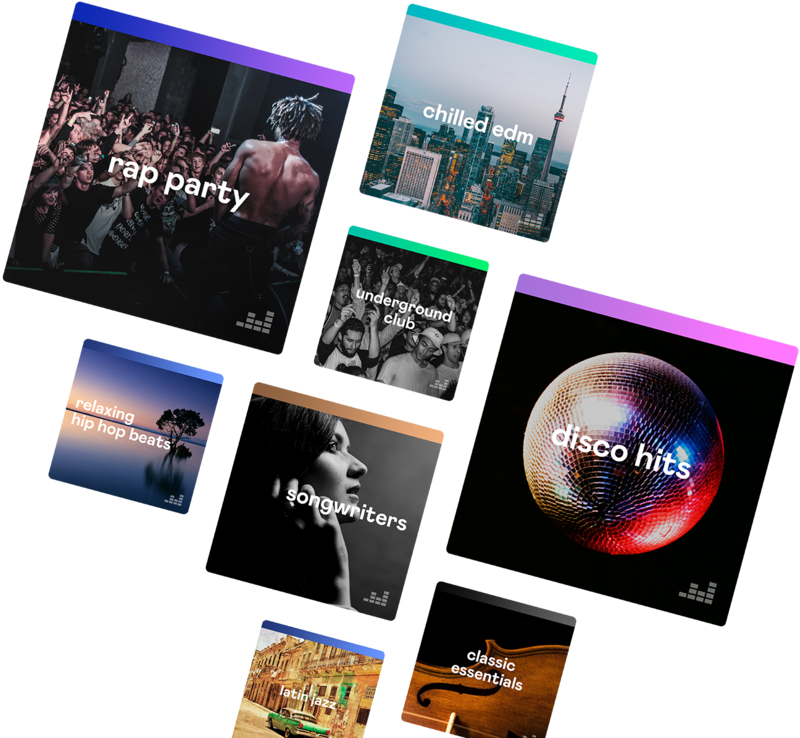 rap party
chilled edm
underground
club
relaxing
hip hop beats
songwriters
disco hits
latin jazz
classic
essentials